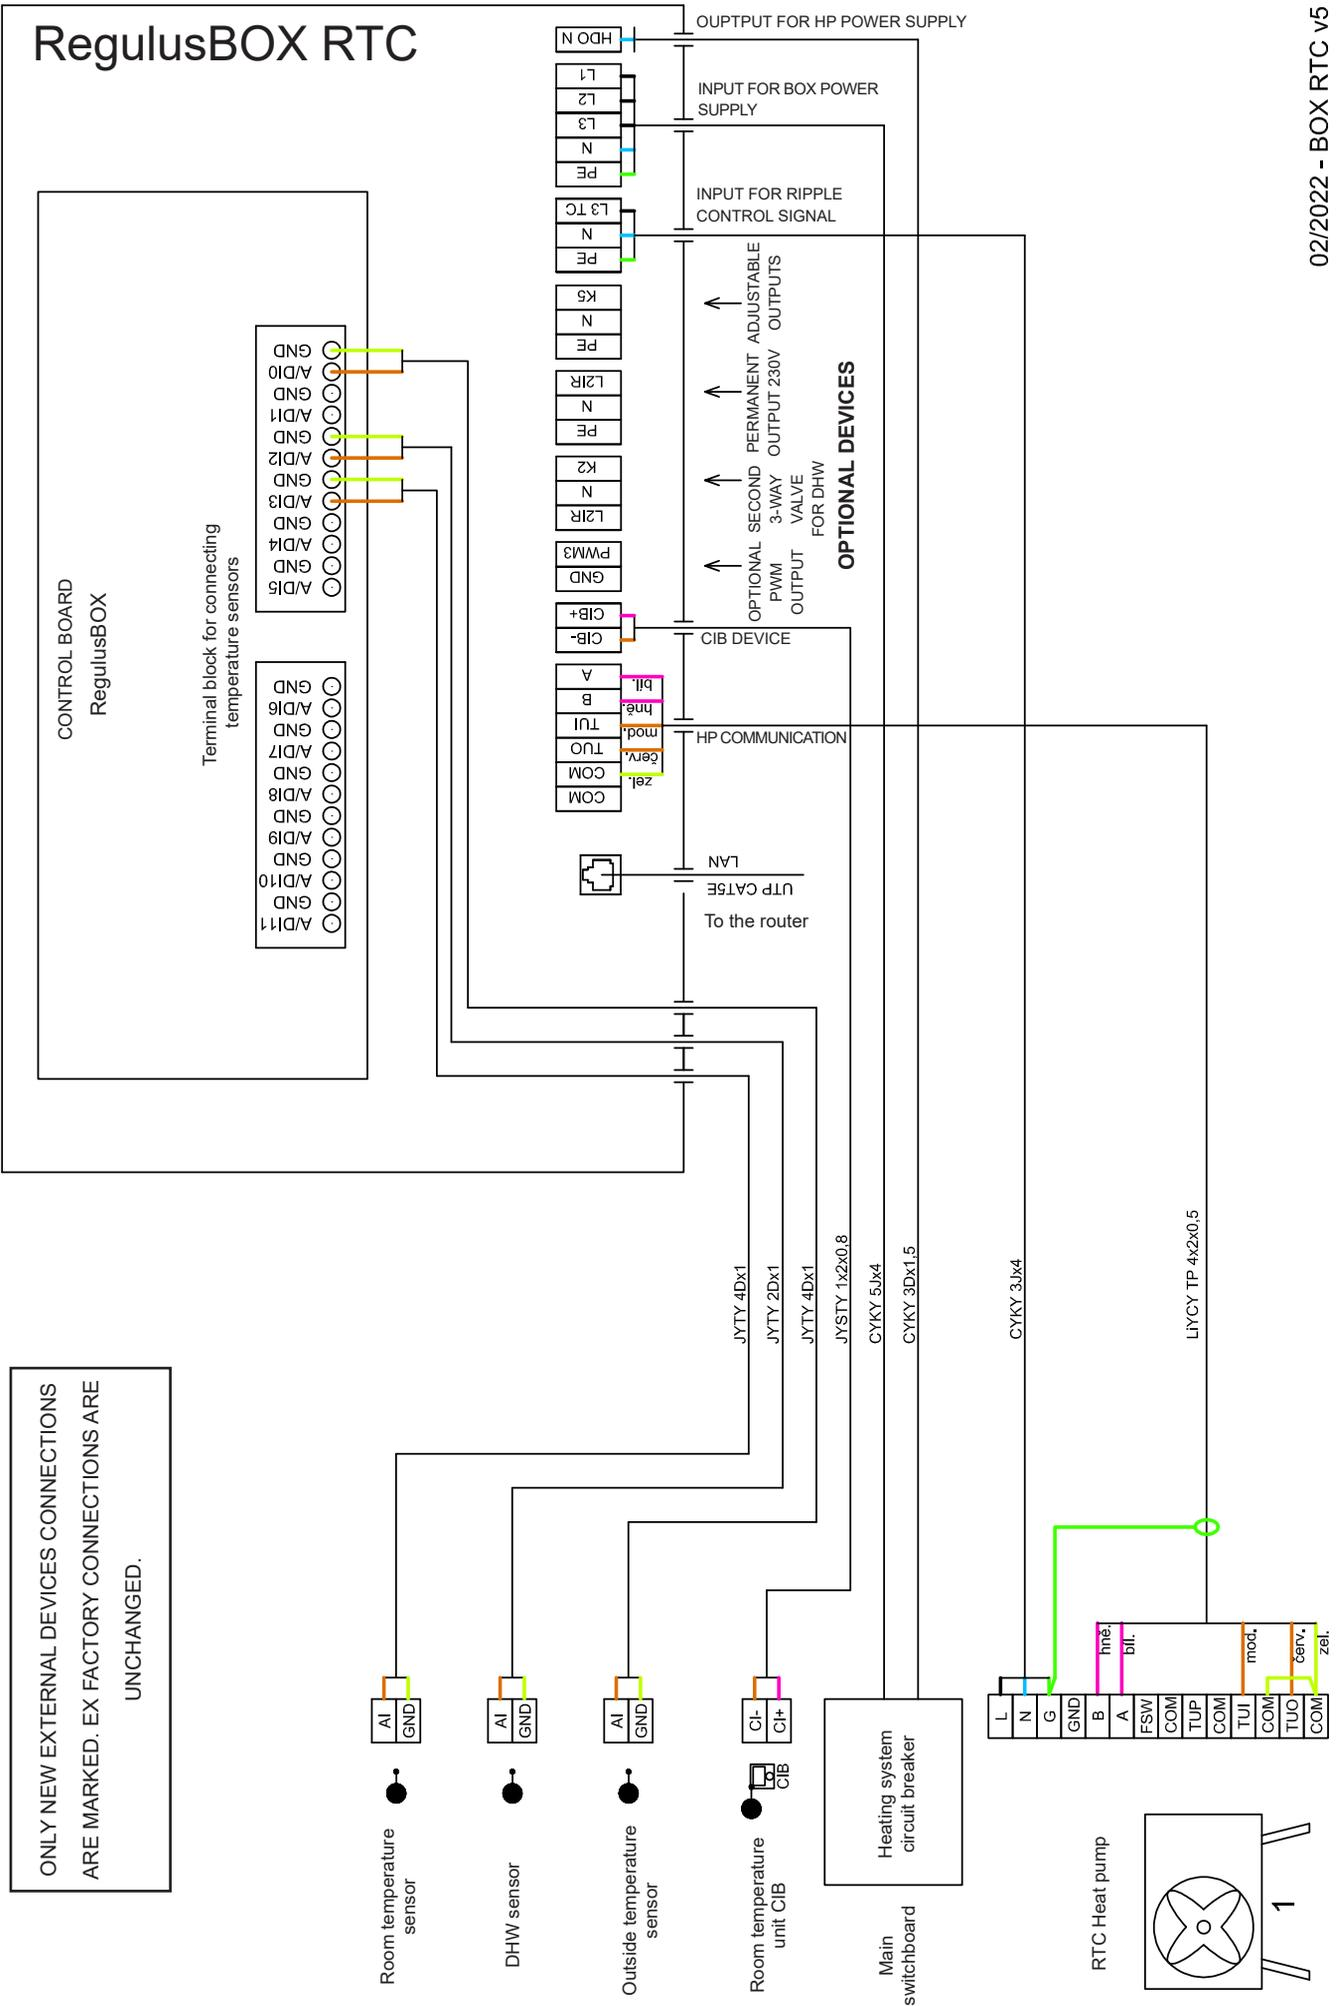 RegulusBOX RTC
02/2022 - BOX RTC v5
OUPTPUT FOR HP POWER SUPPLY
HDO N
L1
L2
L3
N
PE
INPUT FOR BOX POWER
SUPPLY
L3 TC
N
PE
INPUT FOR RIPPLE
CONTROL SIGNAL
K5
N
PE
ADJUSTABLE
OUTPUTS
L2IR
N
PE
PERMANENT
OUTPUT 230V
K2
N
L2IR
SECOND
3-WAY
VALVE
FOR DHW
PWM3
GND
OPTIONAL
PWM
OUTPUT
OPTIONAL DEVICES
CIB+
CIB-
CIB DEVICE
A
B
TUI
TUO
COM
COM
bíl.
hně.
mod.
červ.
zel.
HP COMMUNICATION
LAN
UTP CAT5E
To the router
CONTROL BOARD
RegulusBOX
Terminal block for connecting
temperature sensors
GND
A/DI0
GND
A/DI1
GND
A/DI2
GND
A/DI3
GND
A/DI4
GND
A/DI5
GND
A/DI6
GND
A/DI7
GND
A/DI8
GND
A/DI9
GND
A/DI10
GND
A/DI11
JYTY 4Dx1
JYTY 2Dx1
JYTY 4Dx1
JYSTY 1x2x0,8
CYKY 5Jx4
CYKY 3Dx1,5
CYKY 3Jx4
LiYCY TP 4x2x0,5
ONLY NEW EXTERNAL DEVICES CONNECTIONS
ARE MARKED. EX FACTORY CONNECTIONS ARE
UNCHANGED.
AI
GND
Room temperature
sensor
AI
GND
DHW sensor
AI
GND
Outside temperature
sensor
CI-
CI+
CIB
Room temperature
unit CIB
Heating system
circuit breaker
Main
switchboard
hně.
bíl.
mod.
červ.
zel.
L
N
G
GND
B
A
FSW
COM
TUP
COM
TUI
COM
TUO
COM
RTC Heat pump
1